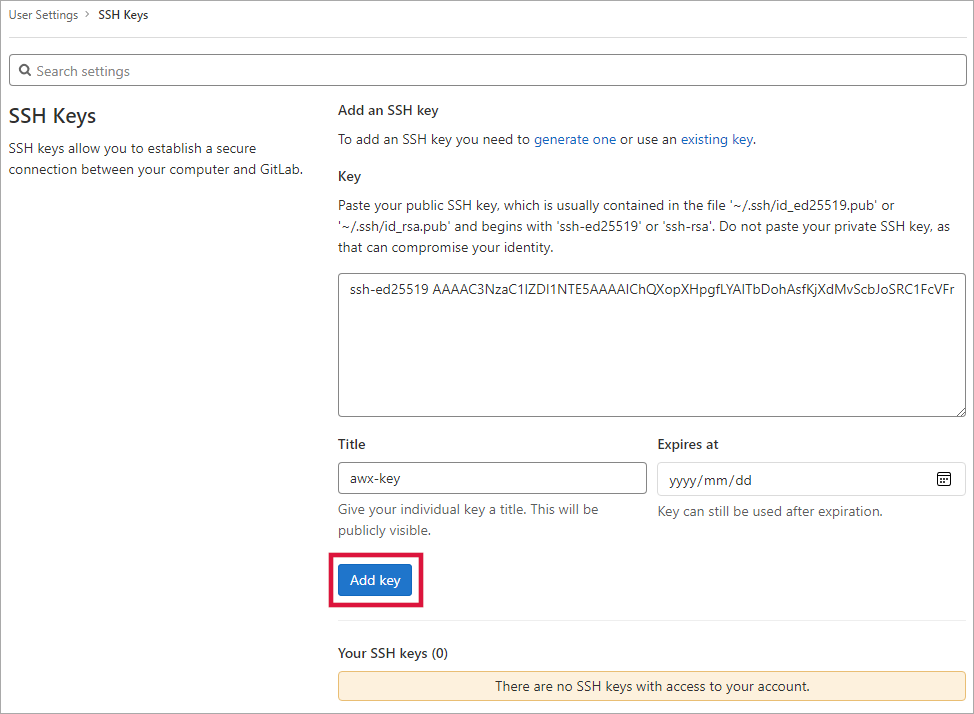 User Settings > SSH Keys
Search settings
SSH Keys
SSH keys allow you to establish a secure
connection between your computer and GitLab.
Add an SSH key
To add an SSH key you need to generate one or use an existing key.
Key
Paste your public SSH key, which is usually contained in the file '~/.ssh/id_ed25519.pub' or
'~/.ssh/id_rsa.pub' and begins with 'ssh-ed25519' or 'ssh-rsa'. Do not paste your private SSH key, as
that can compromise your identity.
ssh-ed25519 AAAAC3NzaC1lZDI1NTE5AAAAIChQXopXHpgfLYAITbDohAsfKjXdMvScbJoSRC1FcVFr
Title
Expires at
awx-key
yyyy/mm/dd
Give your individual key a title. This will be
publicly visible.
Key can still be used after expiration.
Add key
Your SSH keys (0)
There are no SSH keys with access to your account.